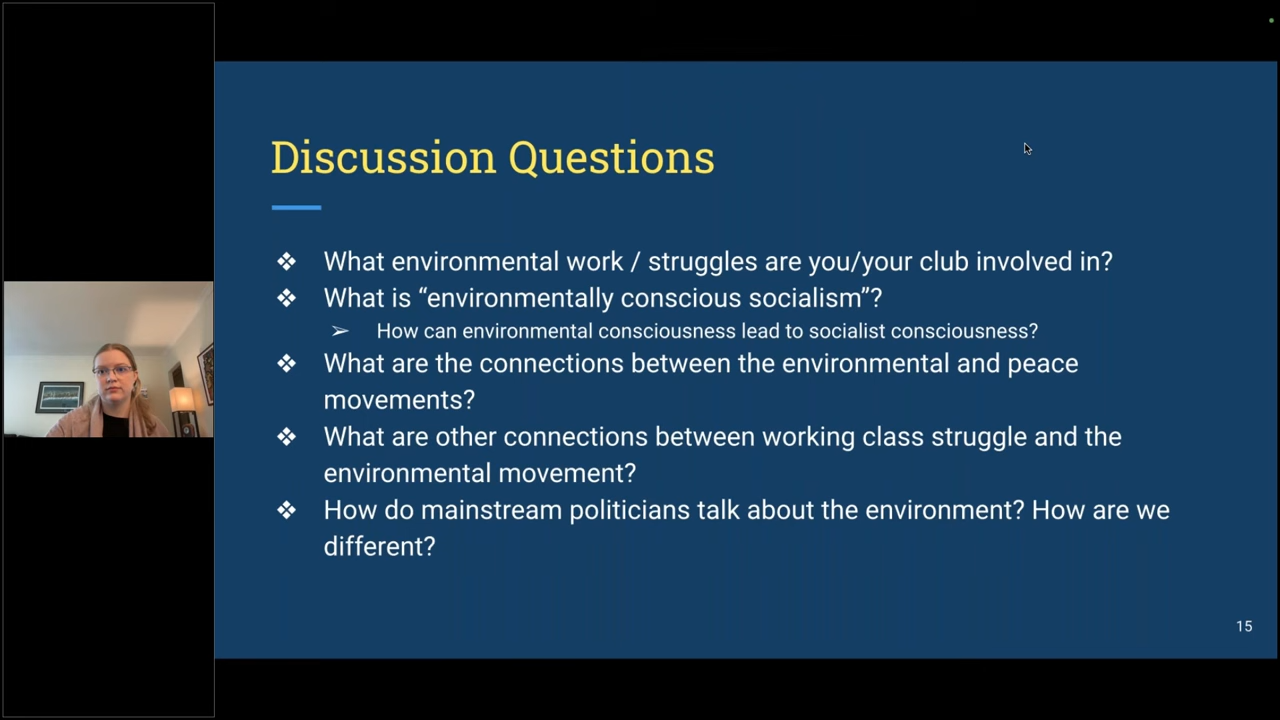 Discussion Questions
❖ What environmental work / struggles are you/your club involved in?
❖ What is “environmentally conscious socialism”?
➢ How can environmental consciousness lead to socialist consciousness?
❖ What are the connections between the environmental and peace
movements?
❖ What are other connections between working class struggle and the
environmental movement?
❖ How do mainstream politicians talk about the environment? How are we
different?
15